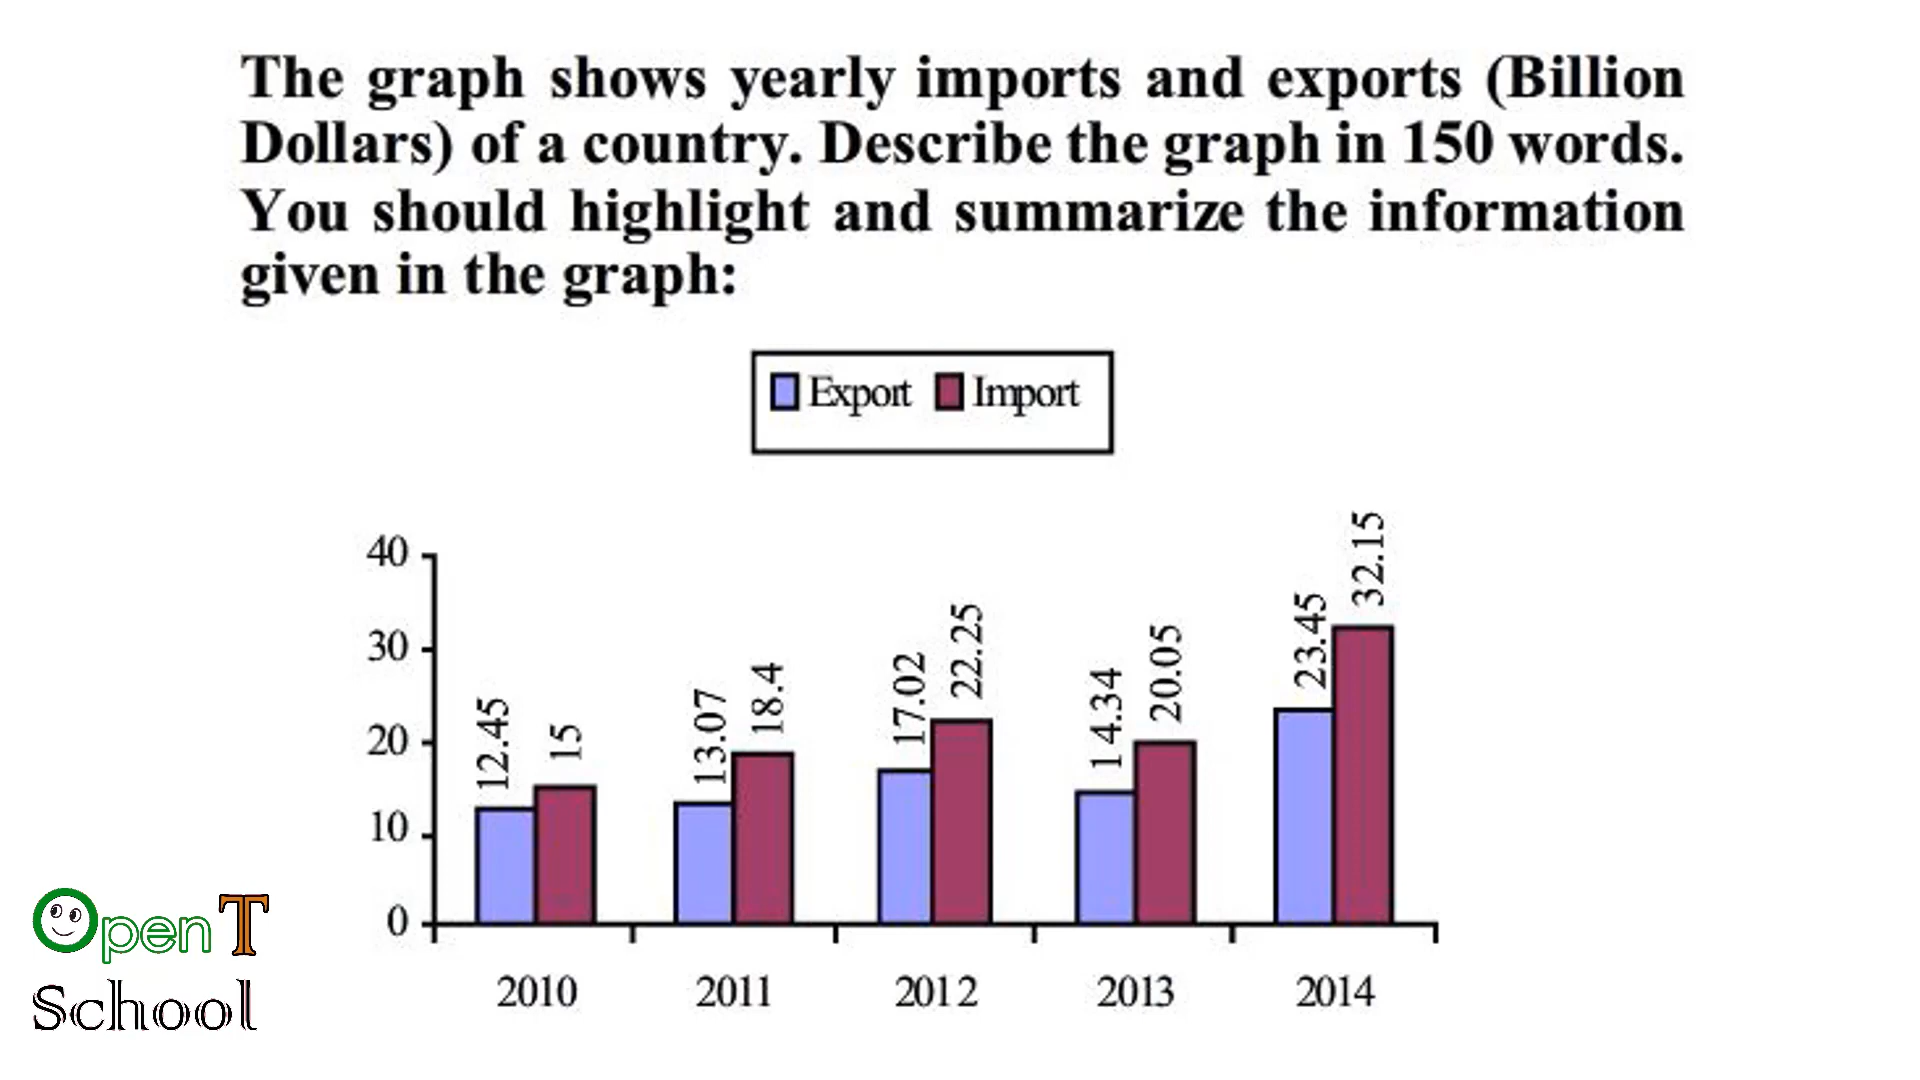 The graph shows yearly imports and exports (Billion
Dollars) of a country. Describe the graph in 150 words.
You should highlight and summarize the information
given in the graph:
Export Import
40
30
20
10
0
12.45
15
13.07
18.4
17.02
22.25
14.34
20.05
23.45
32.15
2010 2011 2012 2013 2014
Open T
School